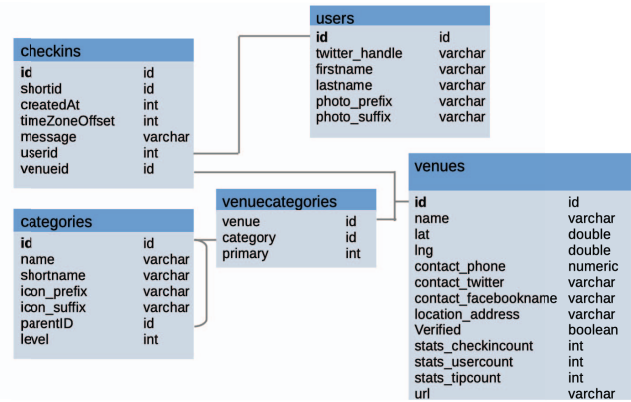 users
id id
twitter_handle varchar
firstname varchar
lastname varchar
photo_prefix varchar
photo_suffix varchar
checkins
id id
shortid id
createdAt int
timeZoneOffset int
message varchar
userid int
venueid id
venues
id id
name varchar
lat double
lng double
contact_phone numeric
contact_twitter varchar
contact_facebookname varchar
location_address varchar
Verified boolean
stats_checkincount int
stats_usercount int
stats_tipcount int
url varchar
venuecategories
venue id
category id
primary int
categories
id id
name varchar
shortname varchar
icon_prefix varchar
icon_suffix varchar
parentID id
level int